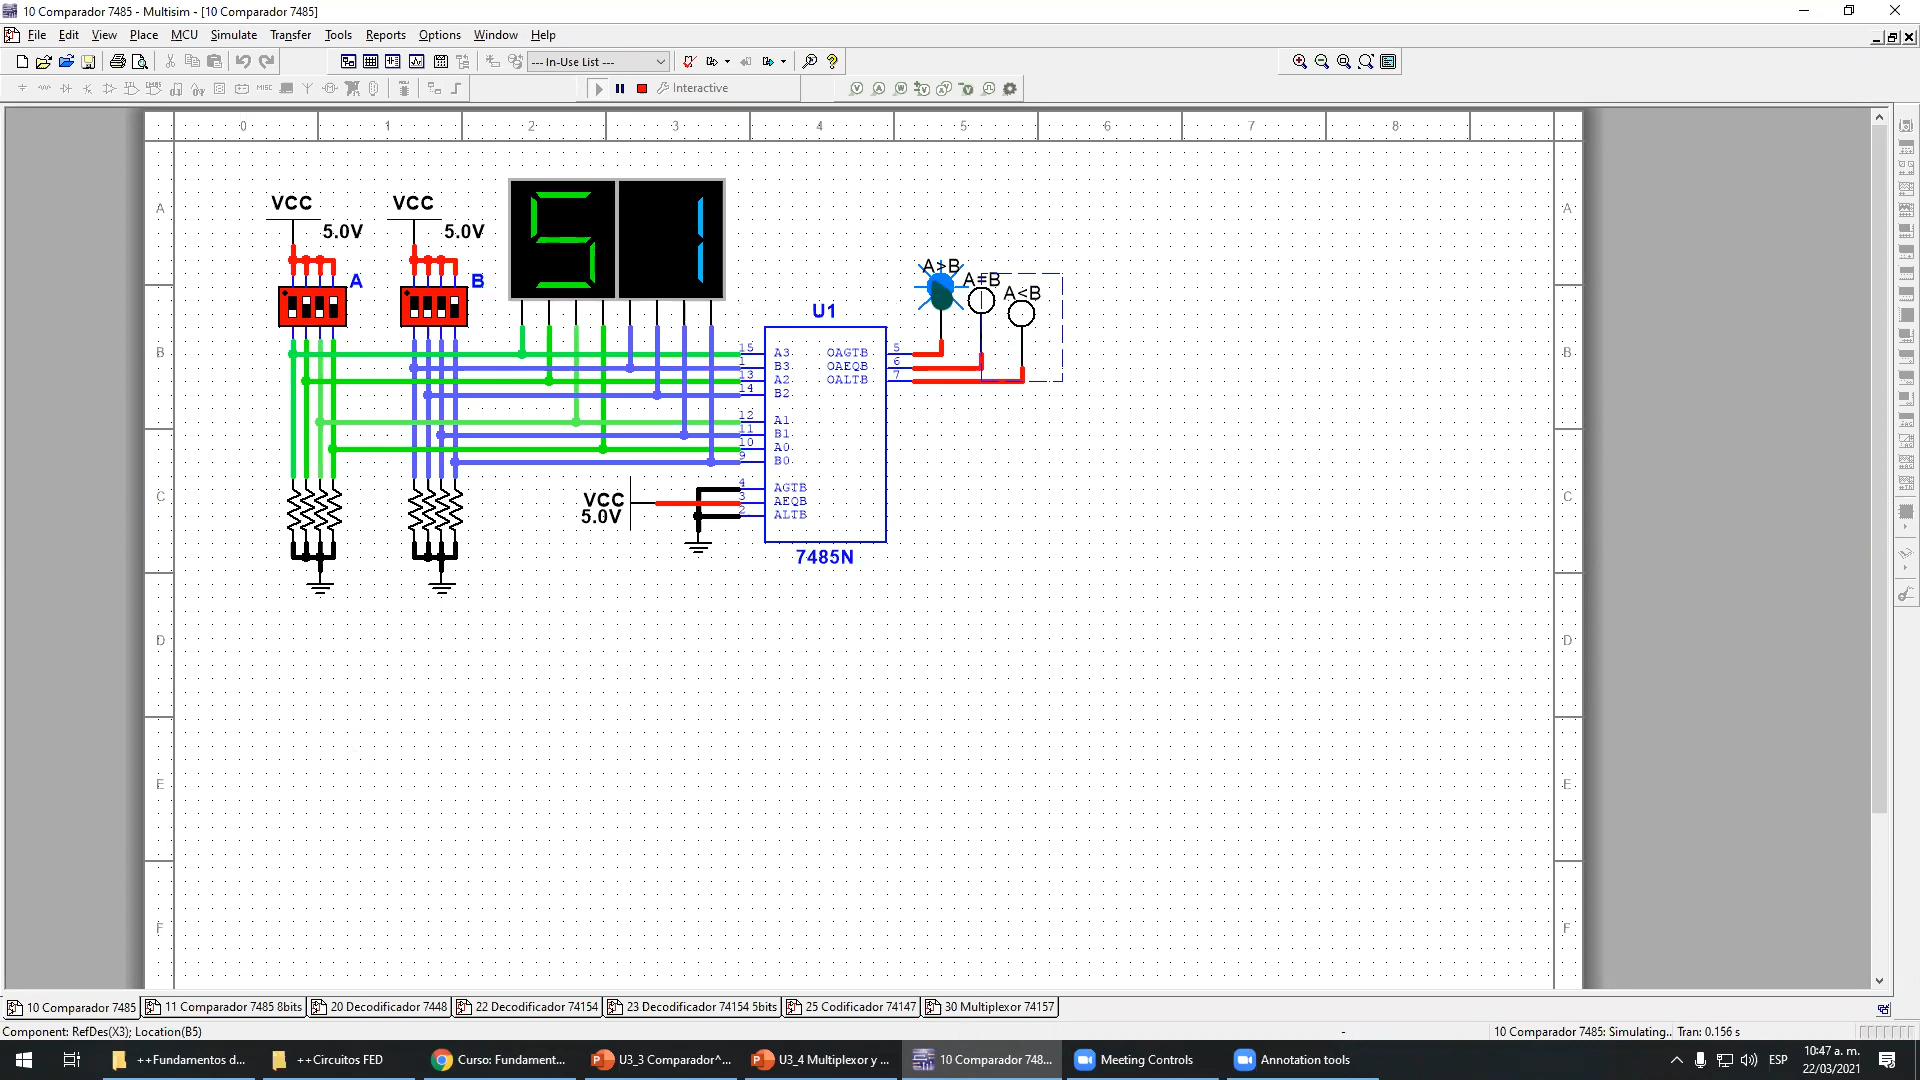 10 Comparador 7485 - Multisim - [10 Comparador 7485]
File Edit View Place MCU Simulate Transfer Tools Reports Options Window Help
--- In-Use List ---
Interactive
0 1 2 3 4 5 6 7 8
A A
VCC VCC
5.0V 5.0V
5 1
A B
A>B
A=B
A<B
U1
B B
15 A3 OAGTB 5
1 B3 OAEQB 6
13 A2 OALTB 7
14 B2
12 A1
11 B1
10 A0
9 B0
4 AGTB
3 AEQB
2 ALTB
VCC
5.0V
C C
7485N
D D
E E
F F
10 Comparador 7485 11 Comparador 7485 8bits 20 Decodificador 7448 22 Decodificador 74154 23 Decodificador 74154 5bits 25 Codificador 74147 30 Multiplexor 74157
Component: RefDes(X3); Location(B5) - 10 Comparador 7485: Simulating... Tran: 0.156 s
++Fundamentos d... ++Circuitos FED Curso: Fundament... U3_3 Comparador^... U3_4 Multiplexor y ... 10 Comparador 748... Meeting Controls Annotation tools ESP 10:47 a. m.
22/03/2021